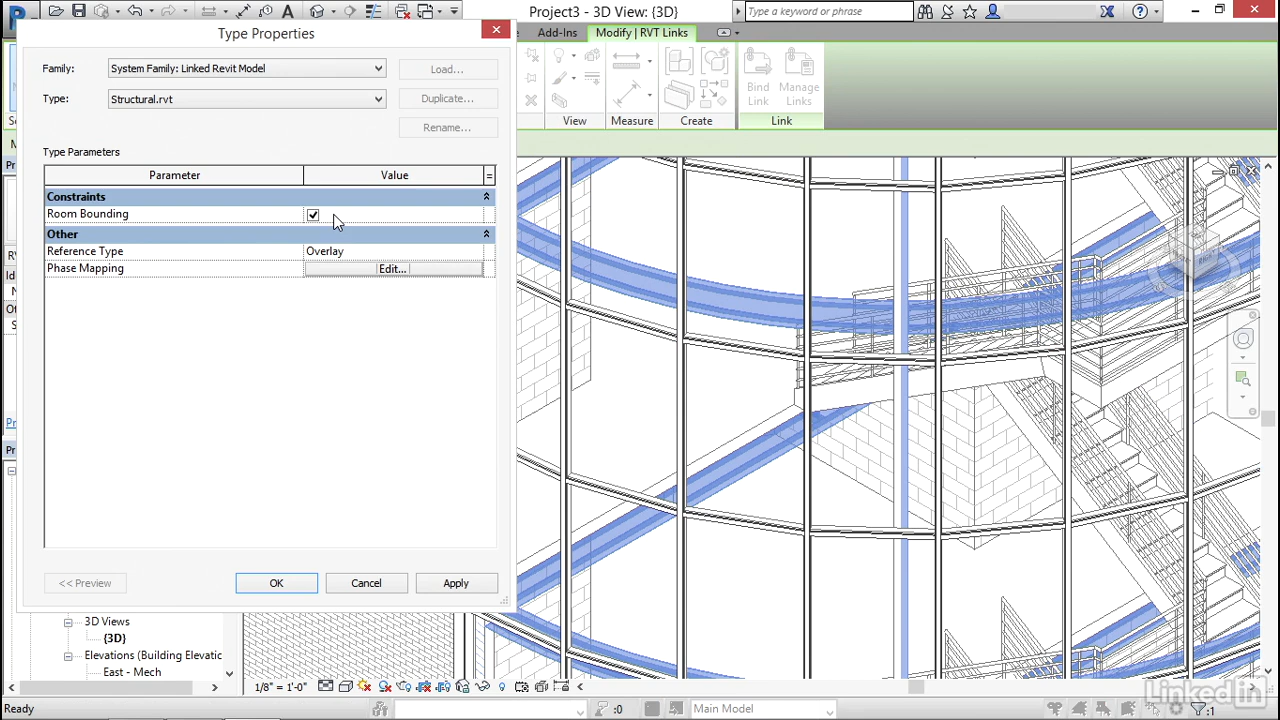 Project3 - 3D View: {3D}
Type a keyword or phrase
Type Properties
Add-Ins
Modify | RVT Links
Family:
System Family: Linked Revit Model
Load...
Type:
Structural.rvt
Duplicate...
Rename...
Bind
Link
Manage
Links
View
Measure
Create
Link
Type Parameters
Parameter
Value
=
Constraints
Room Bounding
Other
Reference Type
Overlay
Phase Mapping
Edit...
<< Preview
OK
Cancel
Apply
3D Views
{3D}
Elevations (Building Elevatic
East - Mech
1/8" = 1'-0"
Ready
:0
Main Model
:1
Linked in